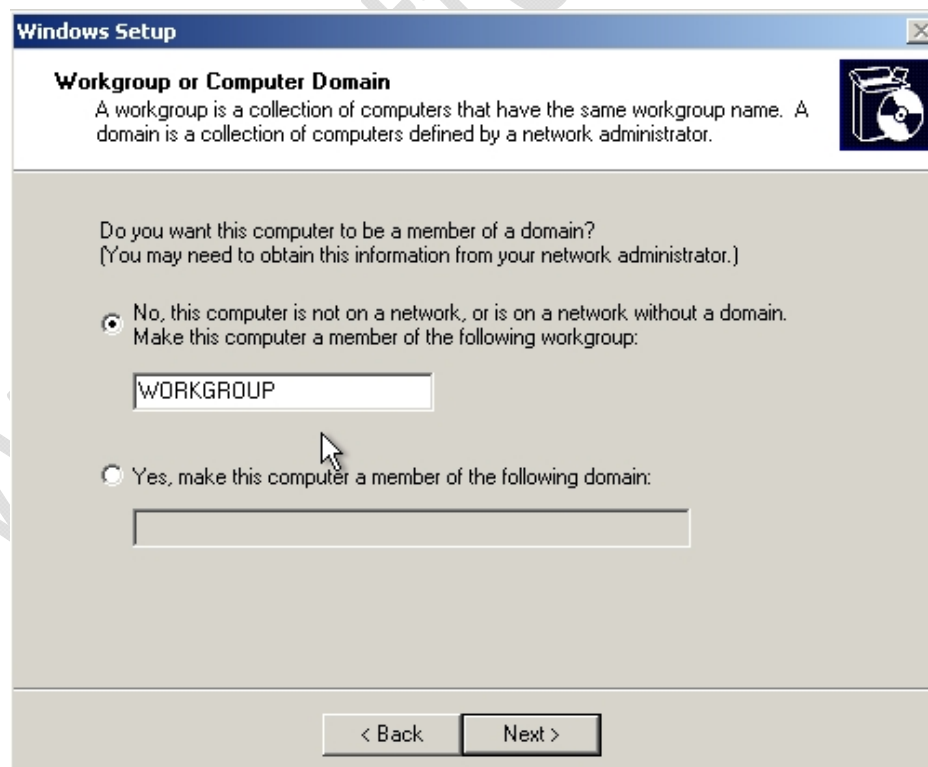 Windows Setup
Workgroup or Computer Domain
A workgroup is a collection of computers that have the same workgroup name. A
domain is a collection of computers defined by a network administrator.
Do you want this computer to be a member of a domain?
(You may need to obtain this information from your network administrator.)
No, this computer is not on a network, or is on a network without a domain.
Make this computer a member of the following workgroup:
WORKGROUP
Yes, make this computer a member of the following domain:
< Back
Next >